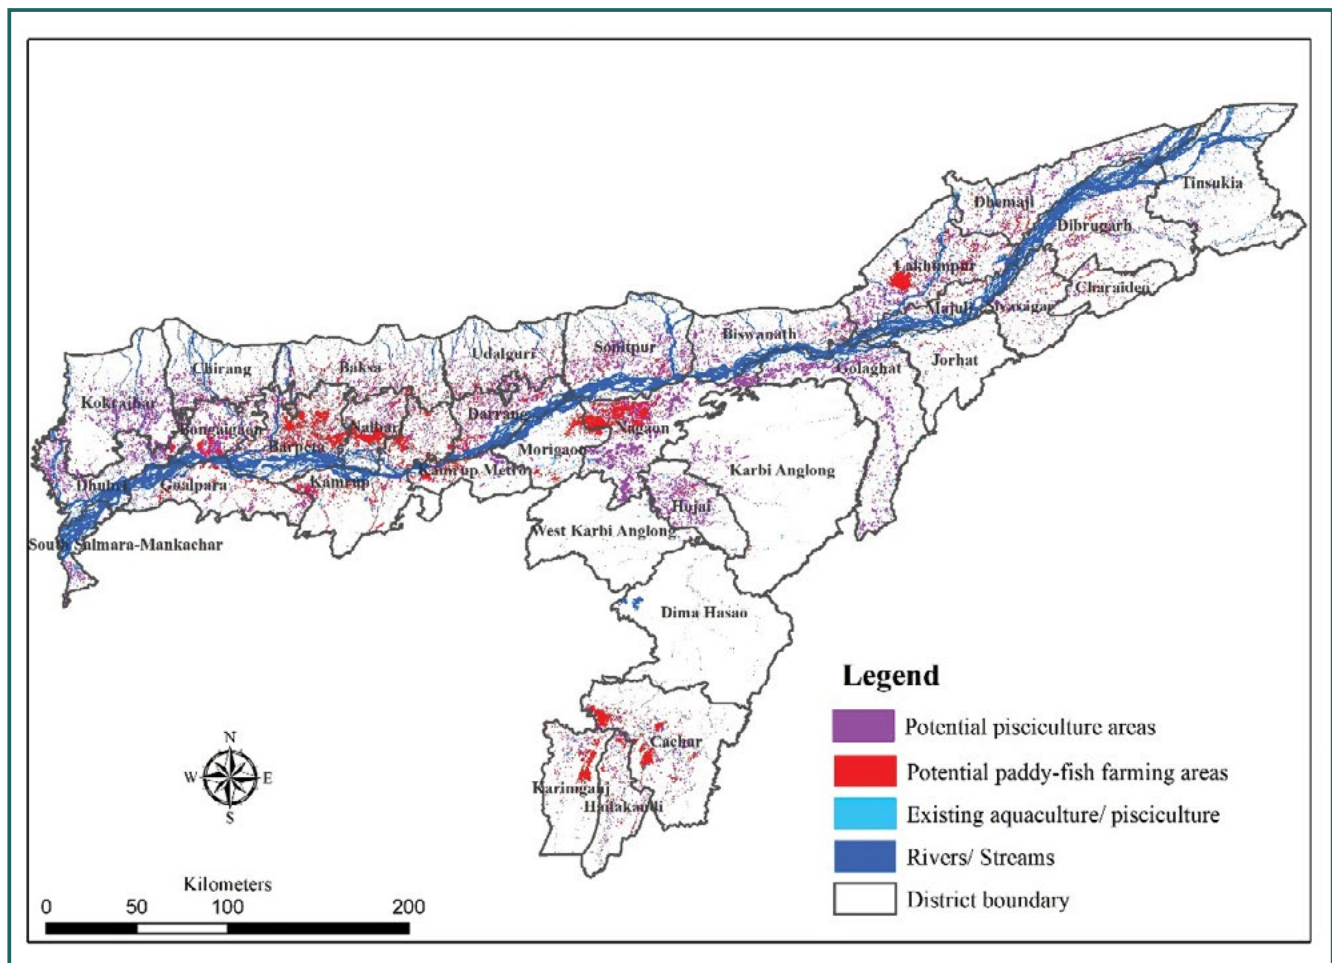 Tinsukia
Dhemaji
Dibrugarh
Lakhimpur
Charaideo
Majuli
Sivasagar
Biswanath
Sonitpur
Udalguri
Jorhat
Golaghat
Chirang
Baksa
Kokrajhar
Darrang
Bongaigaon
Nalbari
Nagaon
Barpeta
Morigaon
Kamrup Metro
Karbi Anglong
Dhubri
Goalpara
Kamrup
Hojai
West Karbi Anglong
South Salmara-Mankachar
Dima Hasao
Cachar
Karimganj
Hailakandi
Legend
Potential pisciculture areas
Potential paddy-fish farming areas
Existing aquaculture/ pisciculture
Rivers/ Streams
District boundary
N
W E
S
Kilometers
0 50 100 200